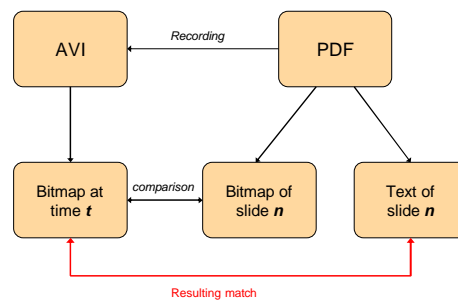 Recording
AVI
PDF
Bitmap at
time t
comparison
Bitmap of
slide n
Text of
slide n
Resulting match